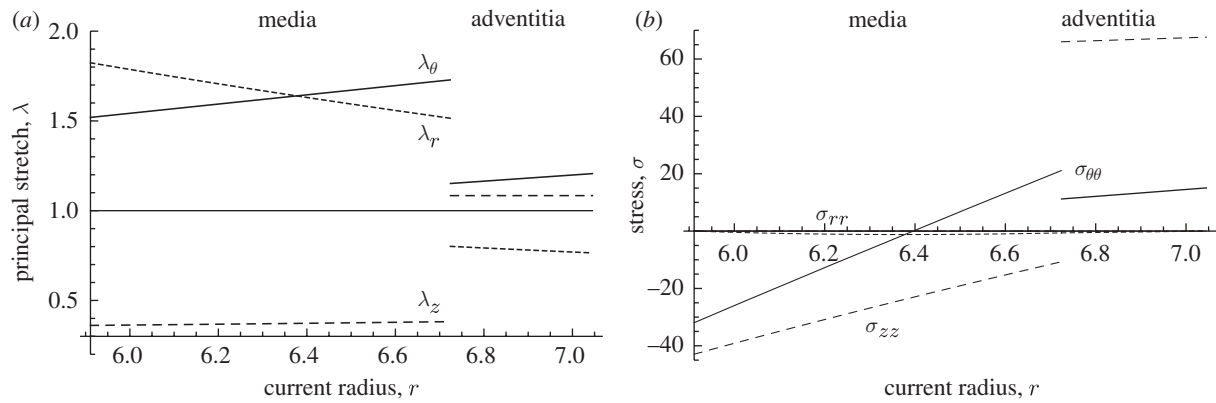 (a)
media
adventitia
2.0
1.5
1.0
0.5
principal stretch, λ
λθ
λr
λz
6.0 6.2 6.4 6.6 6.8 7.0
current radius, r
(b)
media
adventitia
60
40
20
−20
−40
stress, σ
σθθ
σrr
σzz
6.0 6.2 6.4 6.6 6.8 7.0
current radius, r